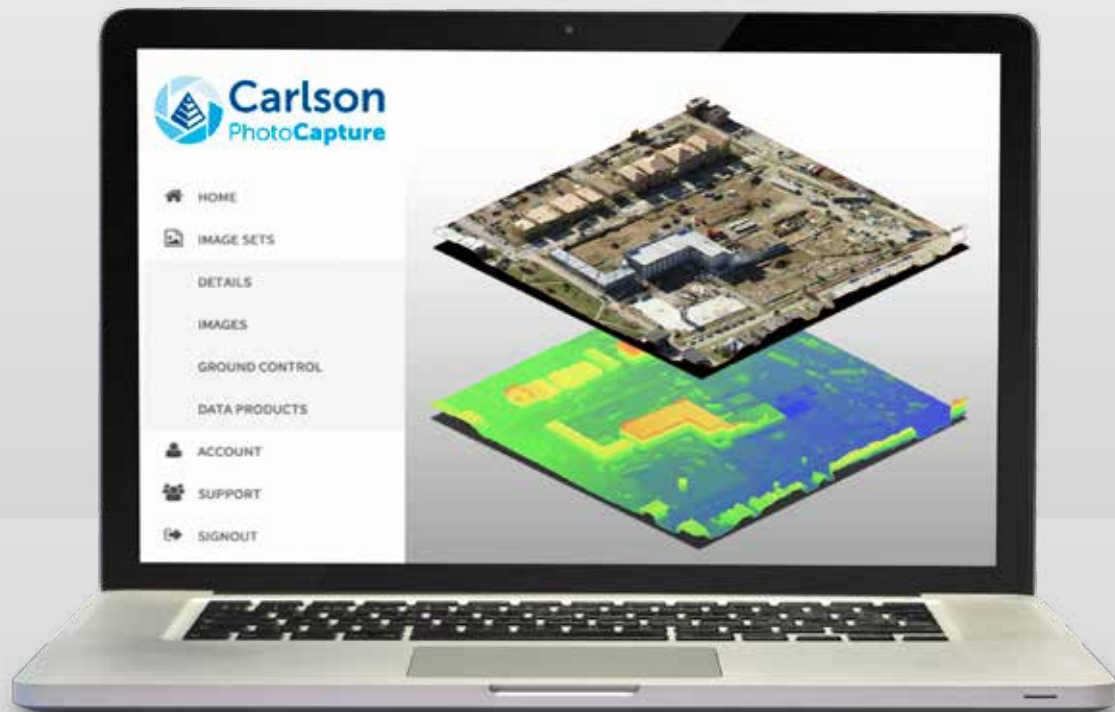 Carlson
PhotoCapture
HOME
IMAGE SETS
DETAILS
IMAGES
GROUND CONTROL
DATA PRODUCTS
ACCOUNT
SUPPORT
SIGNOUT